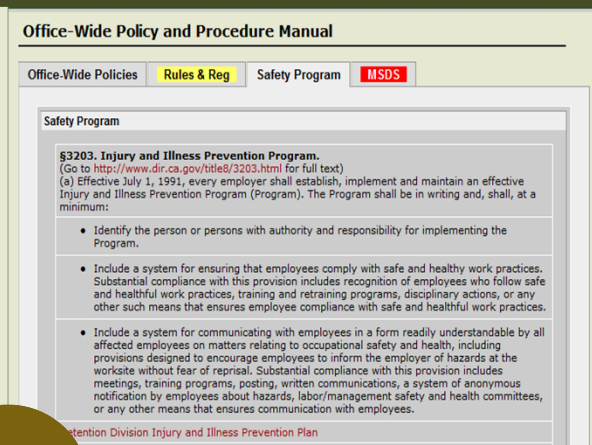 Office-Wide Policy and Procedure Manual
Office-Wide Policies Rules & Reg Safety Program MSDS
Safety Program
§3203. Injury and Illness Prevention Program.
(Go to http://www.dir.ca.gov/title8/3203.html for full text)
(a) Effective July 1, 1991, every employer shall establish, implement and maintain an effective
Injury and Illness Prevention Program (Program). The Program shall be in writing and, shall, at a
minimum:
• Identify the person or persons with authority and responsibility for implementing the
Program.
• Include a system for ensuring that employees comply with safe and healthy work practices.
Substantial compliance with this provision includes recognition of employees who follow safe
and healthful work practices, training and retraining programs, disciplinary actions, or any
other such means that ensures employee compliance with safe and healthful work practices.
• Include a system for communicating with employees in a form readily understandable by all
affected employees on matters relating to occupational safety and health, including
provisions designed to encourage employees to inform the employer of hazards at the
worksite without fear of reprisal. Substantial compliance with this provision includes
meetings, training programs, posting, written communications, a system of anonymous
notification by employees about hazards, labor/management safety and health committees,
or any other means that ensures communication with employees.
Division Injury and Illness Prevention Plan